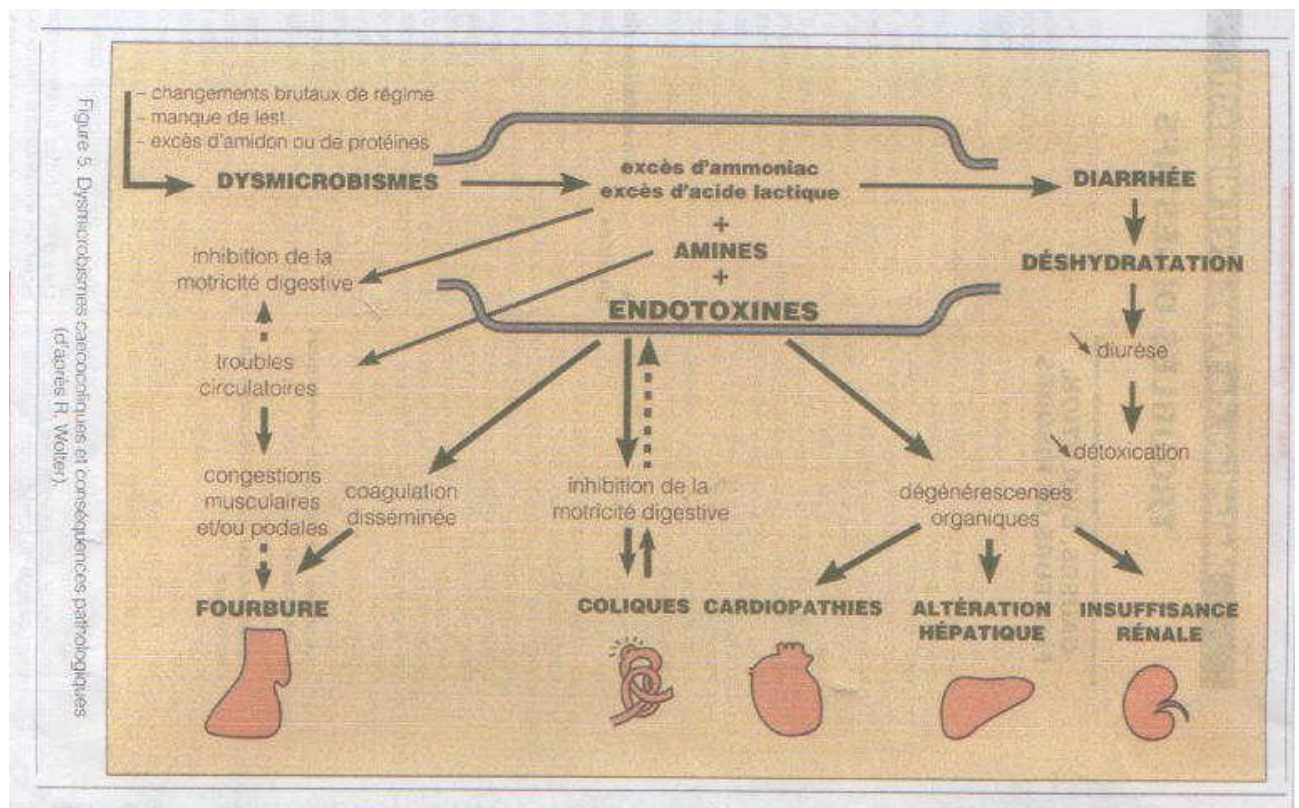 - changements brutaux de régime
- manque de lest
- excès d'amidon ou de protéines
DYSMICROBISMES
excès d'ammoniac
excès d'acide lactique
+
AMINES
+
ENDOTOXINES
DIARRHÉE
DÉSHYDRATATION
diurèse
détoxication
inhibition de la
motricité digestive
troubles
circulatoires
congestions
musculaires
et/ou podales
coagulation
disséminée
inhibition de la
motricité digestive
dégénérescenses
organiques
FOURBURE
COLIQUES
CARDIOPATHIES
ALTÉRATION
HÉPATIQUE
INSUFFISANCE
RÉNALE
Figure 5. Dysmicrobismes caecocoliques et conséquences pathologiques
(d'après R. Wolter).